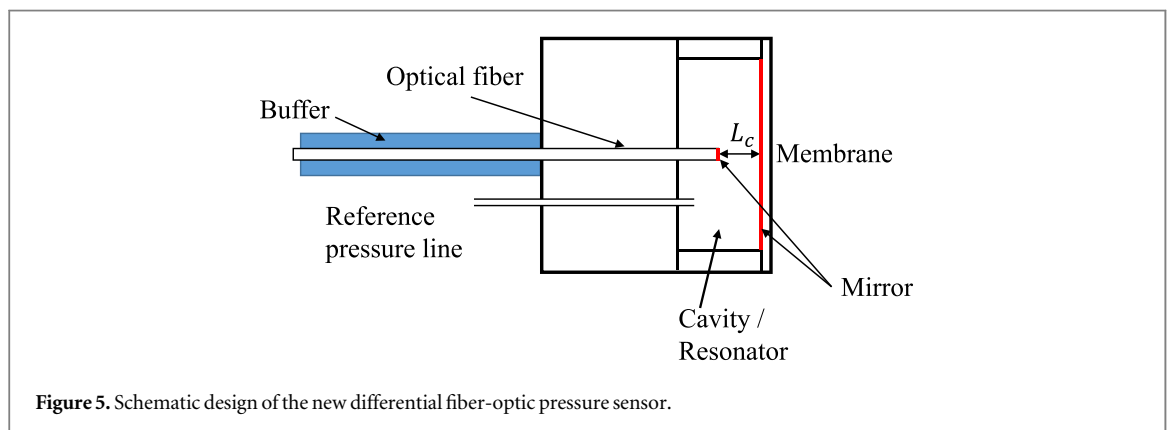 Optical fiber
Buffer
L_c
Membrane
Reference
pressure line
Mirror
Cavity /
Resonator
Figure 5. Schematic design of the new differential fiber-optic pressure sensor.